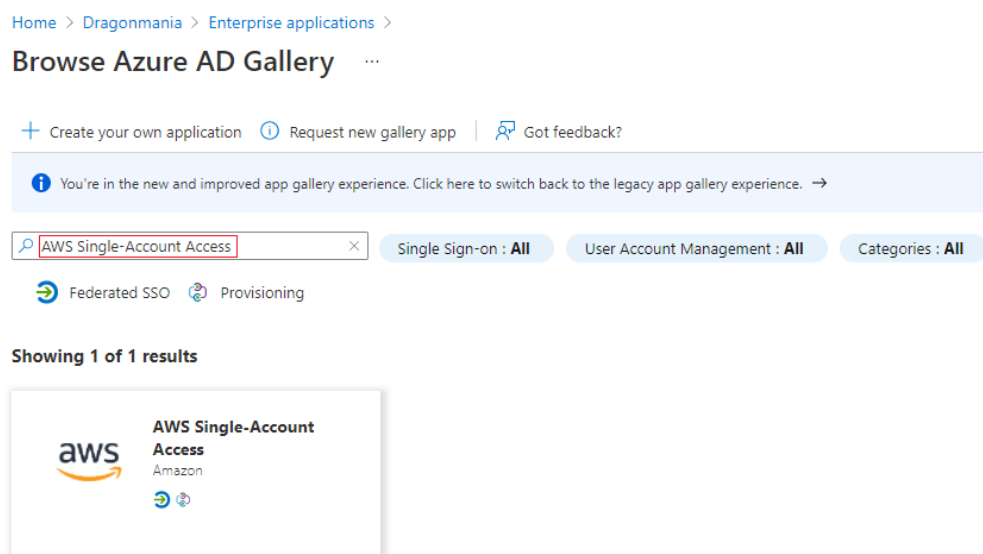 Home > Dragonmania > Enterprise applications >
Browse Azure AD Gallery ...
Create your own application Request new gallery app Got feedback?
You're in the new and improved app gallery experience. Click here to switch back to the legacy app gallery experience. →
AWS Single-Account Access Single Sign-on : All User Account Management : All Categories : All
Federated SSO Provisioning
Showing 1 of 1 results
AWS Single-Account
aws Access
Amazon